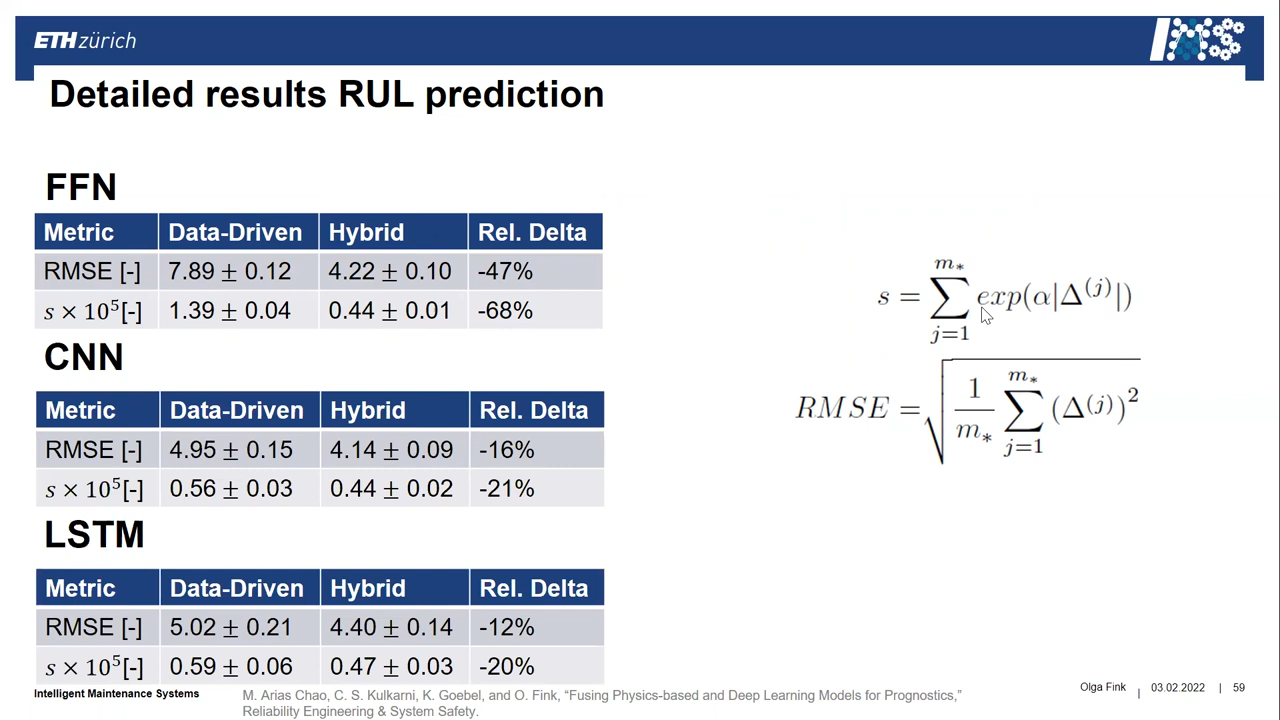 ETH zürich
IMS
Detailed results RUL prediction
FFN
Metric Data-Driven Hybrid Rel. Delta
RMSE [-] 7.89 ± 0.12 4.22 ± 0.10 -47%
s × 10⁵[-] 1.39 ± 0.04 0.44 ± 0.01 -68%
CNN
Metric Data-Driven Hybrid Rel. Delta
RMSE [-] 4.95 ± 0.15 4.14 ± 0.09 -16%
s × 10⁵[-] 0.56 ± 0.03 0.44 ± 0.02 -21%
LSTM
Metric Data-Driven Hybrid Rel. Delta
RMSE [-] 5.02 ± 0.21 4.40 ± 0.14 -12%
s × 10⁵[-] 0.59 ± 0.06 0.47 ± 0.03 -20%
s = ∑_{j=1}^{m_*} exp(α|Δ^{(j)}|)
RMSE = √(1/m_* ∑_{j=1}^{m_*} (Δ^{(j)})²)
Intelligent Maintenance Systems
M. Arias Chao, C. S. Kulkarni, K. Goebel, and O. Fink, “Fusing Physics-based and Deep Learning Models for Prognostics,”
Reliability Engineering & System Safety.
Olga Fink | 03.02.2022 | 59